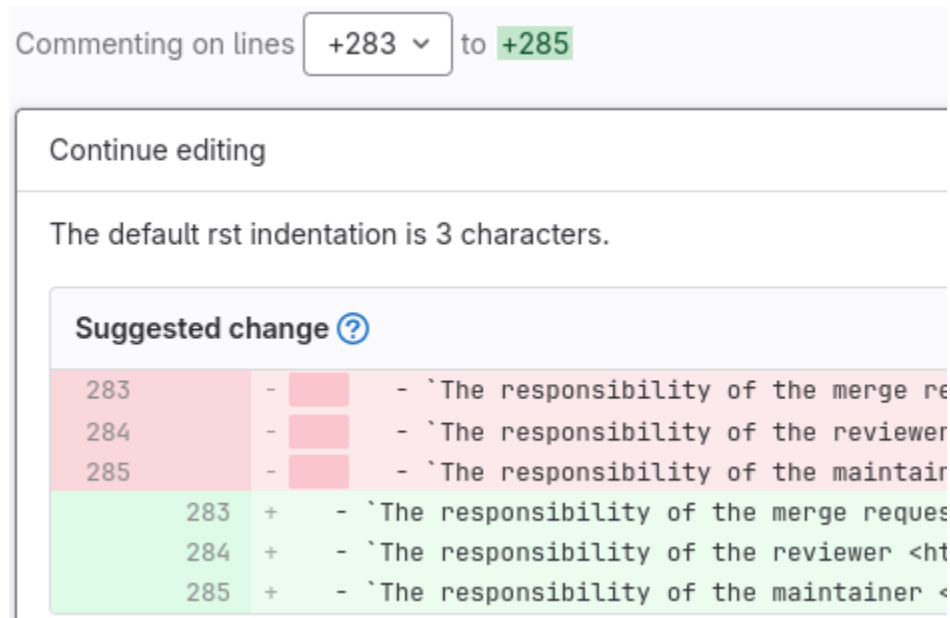 Commenting on lines +283 to +285
Continue editing
The default rst indentation is 3 characters.
Suggested change ?
283 - - `The responsibility of the merge re
284 - - `The responsibility of the reviewer
285 - - `The responsibility of the maintain
283 + - `The responsibility of the merge reques
284 + - `The responsibility of the reviewer <ht
285 + - `The responsibility of the maintainer <